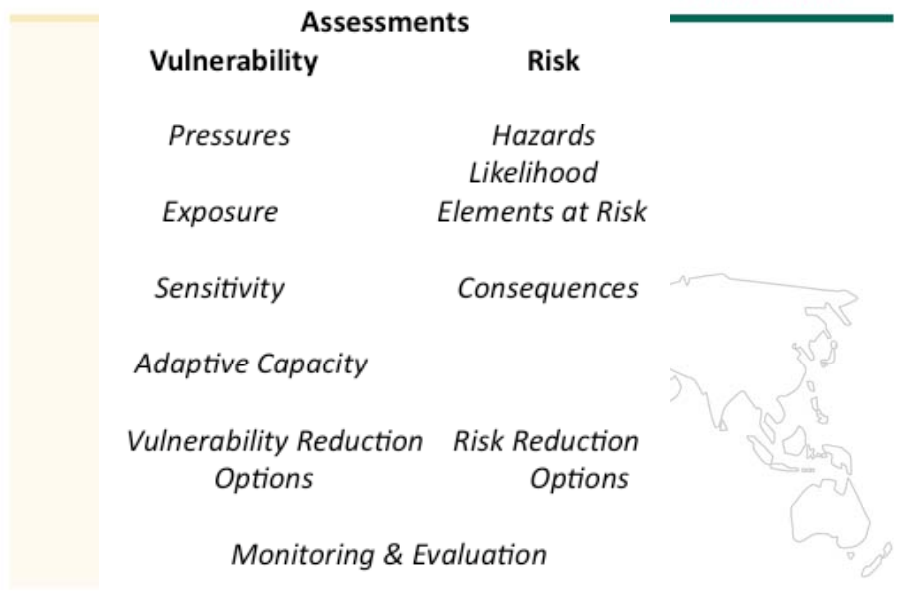 Assessments
Vulnerability Risk
Pressures Hazards
Likelihood
Exposure Elements at Risk
Sensitivity Consequences
Adaptive Capacity
Vulnerability Reduction Risk Reduction
Options Options
Monitoring & Evaluation